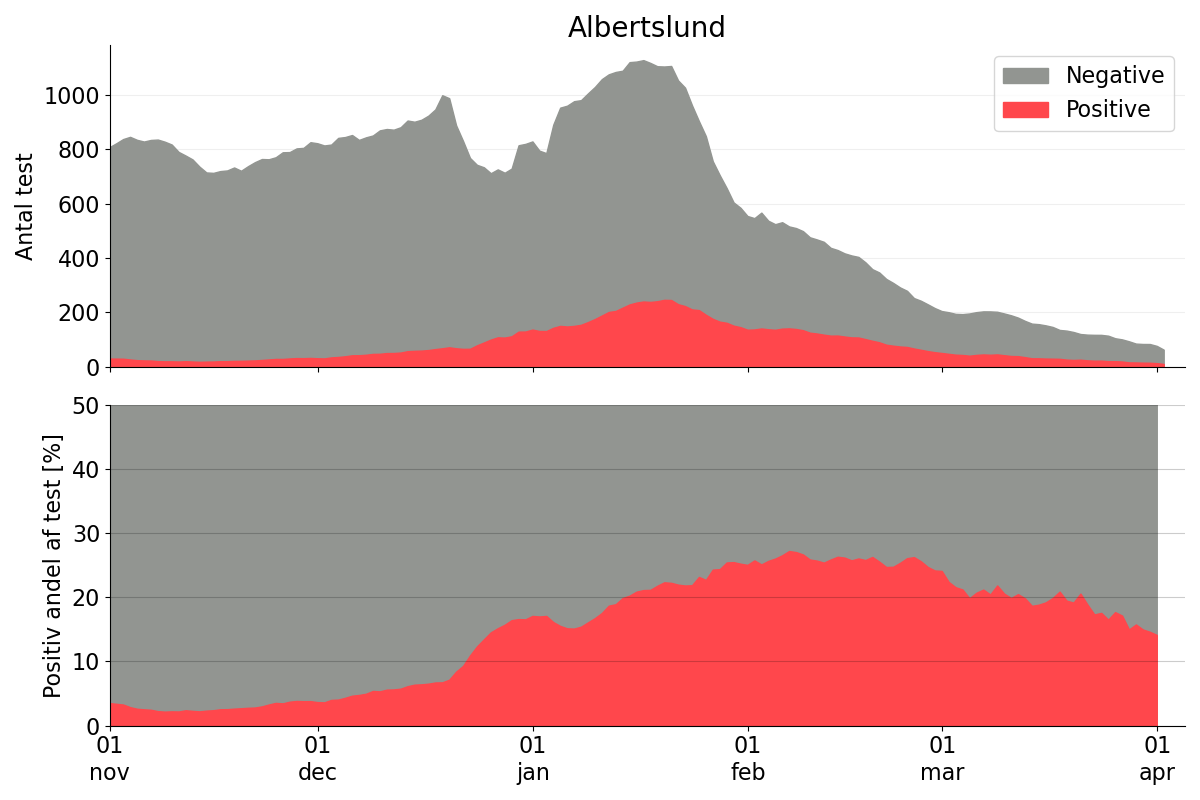 Albertslund
Negative
Positive
Antal test
1000
800
600
400
200
0
Positiv andel af test [%]
50
40
30
20
10
0
01 01 01 01 01 01
nov dec jan feb mar apr